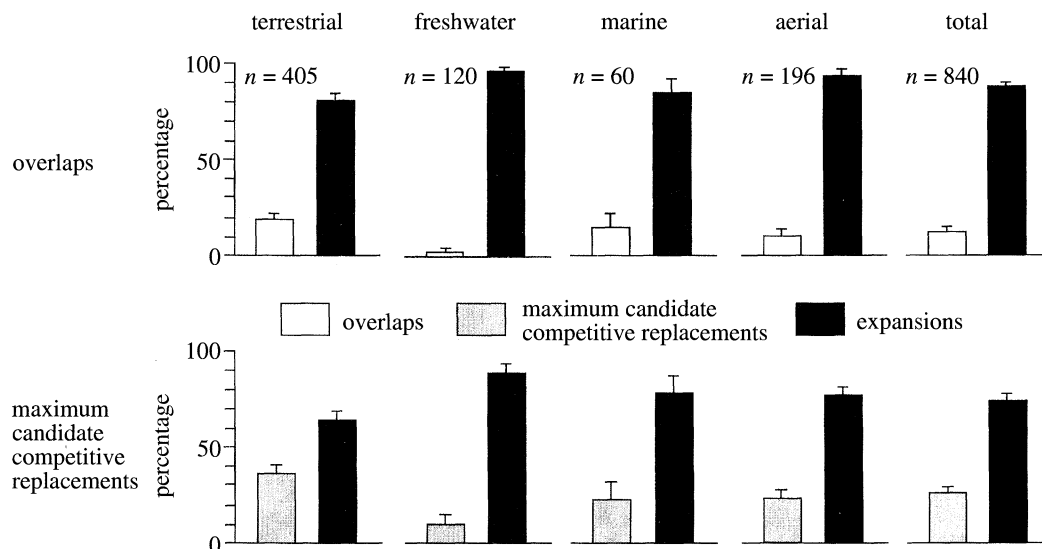 terrestrial freshwater marine aerial total
100 n = 405 n = 120 n = 60 n = 196 n = 840
overlaps
percentage
50
0
overlaps
maximum candidate
competitive replacements
expansions
100
maximum
candidate
competitive
replacements
percentage
50
0